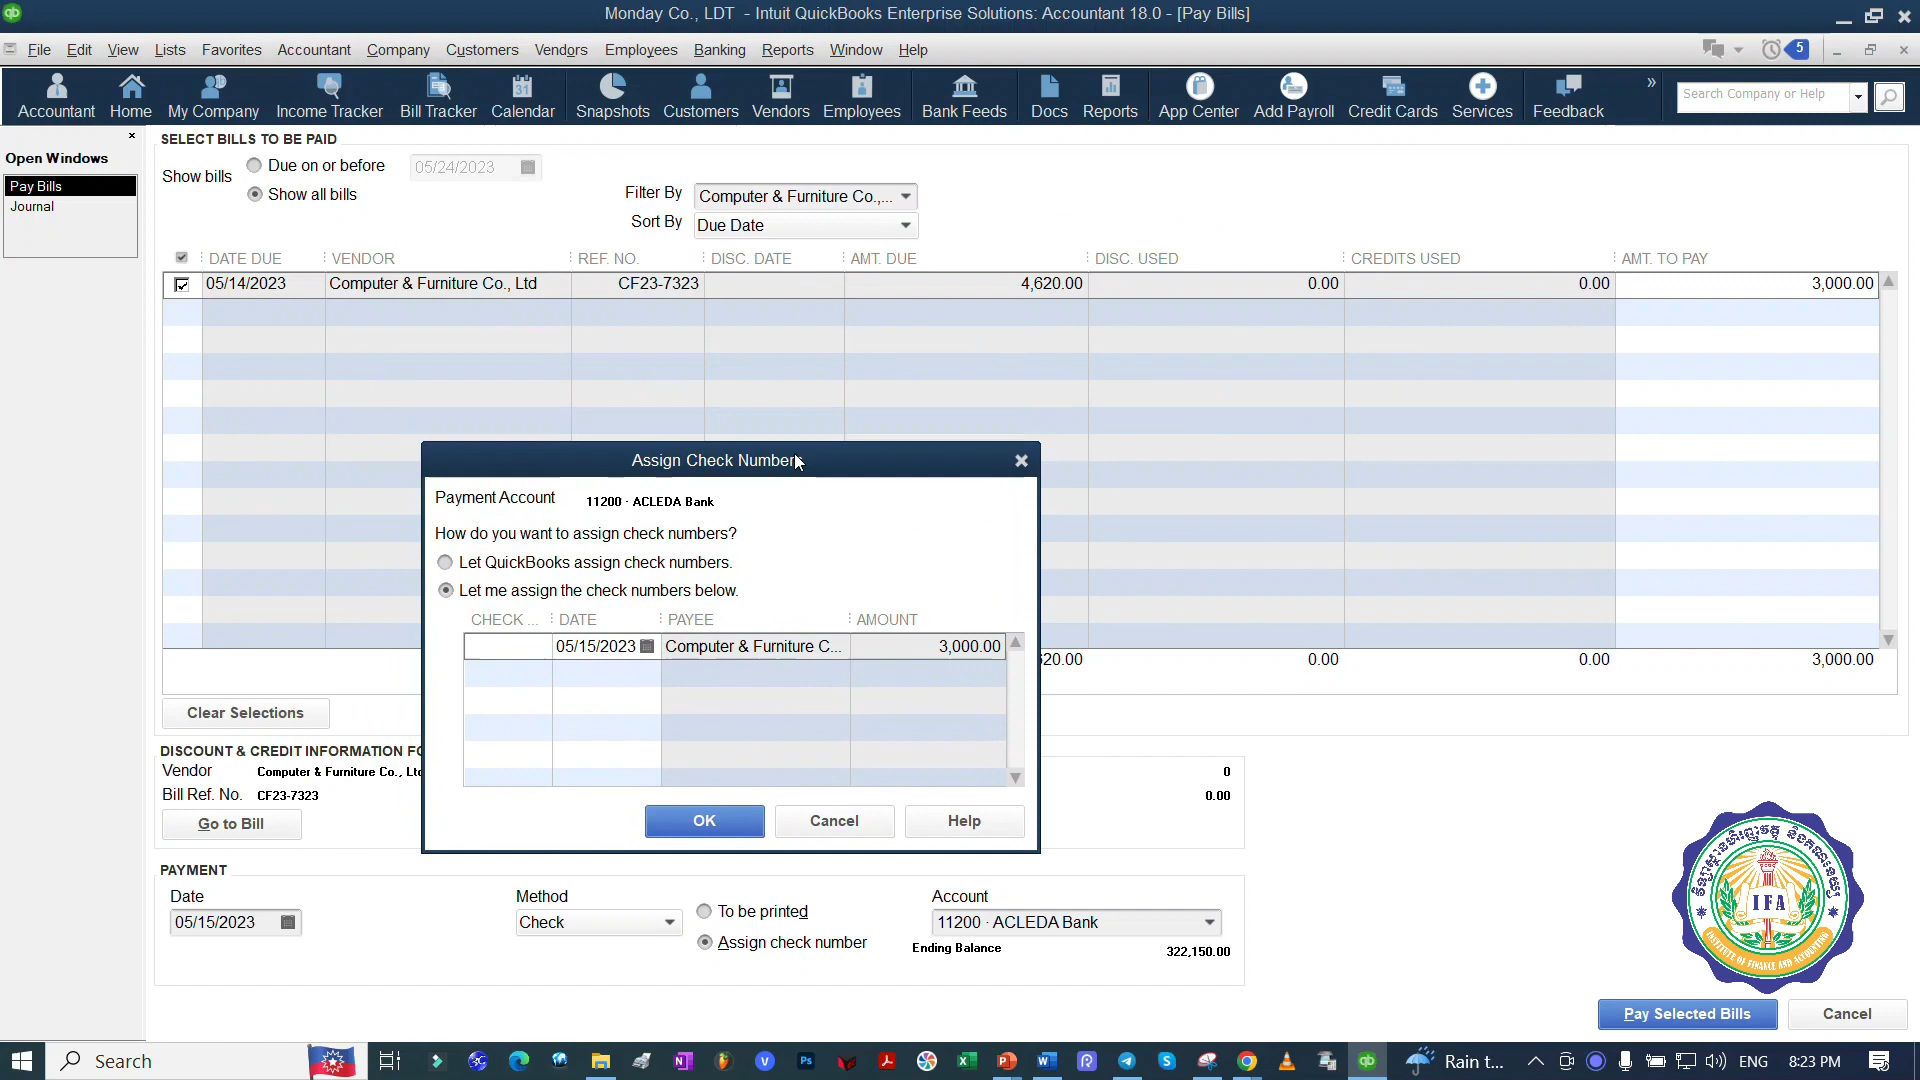 Monday Co., LDT - Intuit QuickBooks Enterprise Solutions: Accountant 18.0 - [Pay Bills]
File Edit View Lists Favorites Accountant Company Customers Vendors Employees Banking Reports Window Help
5
Accountant Home My Company Income Tracker Bill Tracker Calendar Snapshots Customers Vendors Employees Bank Feeds Docs Reports App Center Add Payroll Credit Cards Services Feedback
31
»
Search Company or Help
Open Windows
Pay Bills
Journal
SELECT BILLS TO BE PAID
Show bills
Due on or before
05/24/2023
Show all bills
Filter By Computer & Furniture Co.,...
Sort By Due Date
DATE DUE VENDOR REF. NO. DISC. DATE AMT. DUE DISC. USED CREDITS USED AMT. TO PAY
05/14/2023 Computer & Furniture Co., Ltd CF23-7323 4,620.00 0.00 0.00 3,000.00
620.00 0.00 0.00 3,000.00
Clear Selections
Assign Check Numbers
Payment Account 11200 · ACLEDA Bank
How do you want to assign check numbers?
Let QuickBooks assign check numbers.
Let me assign the check numbers below.
CHECK ... DATE PAYEE AMOUNT
05/15/2023 Computer & Furniture C... 3,000.00
OK Cancel Help
DISCOUNT & CREDIT INFORMATION FO
Vendor Computer & Furniture Co., Ltd
0
Bill Ref. No. CF23-7323
0.00
Go to Bill
PAYMENT
Date
05/15/2023
Method
Check
To be printed
Assign check number
Account
11200 · ACLEDA Bank
Ending Balance 322,150.00
IFA
INSTITUTE OF FINANCE AND ACCOUNTING
Pay Selected Bills Cancel
Search
Rain t...
ENG
8:23 PM